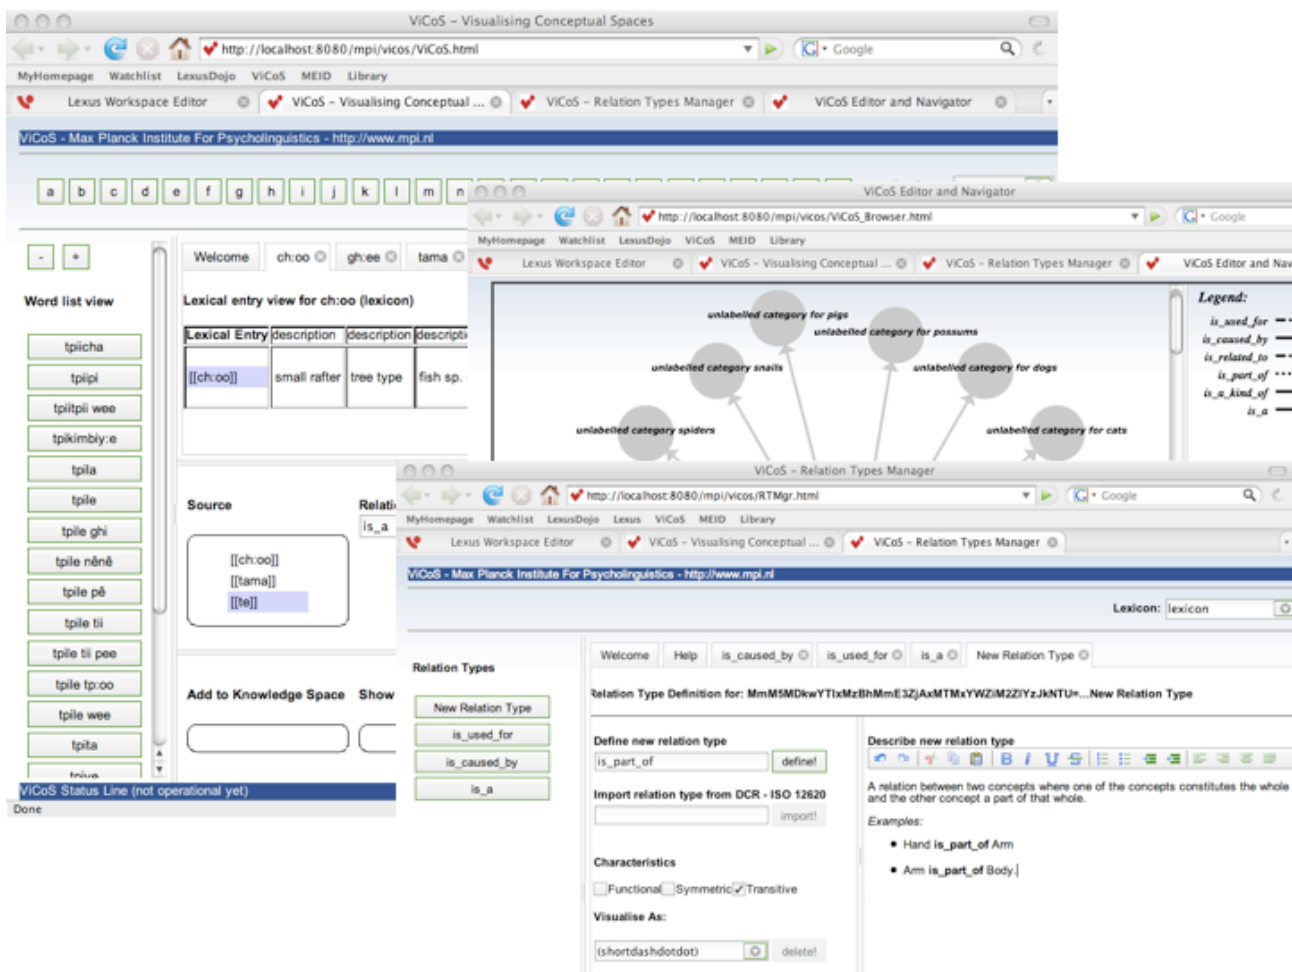 ViCoS – Visualising Conceptual Spaces
http://localhost:8080/mpi/vicos/ViCoS.html
Google
MyHomepage Watchlist LexusDojo ViCoS MEID Library
Lexus Workspace Editor ViCoS – Visualising Conceptual ... ViCoS – Relation Types Manager ViCoS Editor and Navigator
ViCoS - Max Planck Institute For Psycholinguistics - http://www.mpi.nl
a b c d e f g h i j k l m n
- +
Word list view
tpiicha
tpiipi
tpiitpii wee
tpikimbiy:e
tpila
tpile
tpile ghi
tpile nênê
tpile pê
tpile tii
tpile tii pee
tpile tp:oo
tpile wee
tpita
Welcome ch:oo gh:ee tama
Lexical entry view for ch:oo (lexicon)
Lexical Entry description description descripti
[[ch:oo]] small rafter tree type fish sp.
Source Relati
is_a
[[ch:oo]]
[[tama]]
[[te]]
Add to Knowledge Space Show
ViCoS Status Line (not operational yet)
Done
ViCoS Editor and Navigator
http://localhost:8080/mpi/vicos/ViCoS_Browser.html
Google
MyHomepage Watchlist LexusDojo ViCoS MEID Library
Lexus Workspace Editor ViCoS – Visualising Conceptual ... ViCoS – Relation Types Manager ViCoS Editor and Nav
unlabelled category for pigs
unlabelled category for possums
unlabelled category snails
unlabelled category for dogs
unlabelled category spiders
unlabelled category for cats
Legend:
is_used_for
is_caused_by
is_related_to
is_part_of
is_a_kind_of
is_a
ViCoS – Relation Types Manager
http://localhost:8080/mpi/vicos/RTMgr.html
Google
MyHomepage Watchlist LexusDojo Lexus ViCoS MEID Library
Lexus Workspace Editor ViCoS – Visualising Conceptual ... ViCoS – Relation Types Manager
ViCoS - Max Planck Institute For Psycholinguistics - http://www.mpi.nl
Lexicon: lexicon
Relation Types
New Relation Type
is_used_for
is_caused_by
is_a
Welcome Help is_caused_by is_used_for is_a New Relation Type
Relation Type Definition for: MmM5MDkwYTIxMzBhMmE3ZjAxMTMxYWZiM2ZlYzJkNTU=...New Relation Type
Define new relation type
is_part_of define!
Import relation type from DCR - ISO 12620
import!
Characteristics
Functional Symmetric Transitive
Visualise As:
(shortdashdotdot) delete!
Describe new relation type
B I U S
A relation between two concepts where one of the concepts constitutes the whole
and the other concept a part of that whole.
Examples:
Hand is_part_of Arm
Arm is_part_of Body.